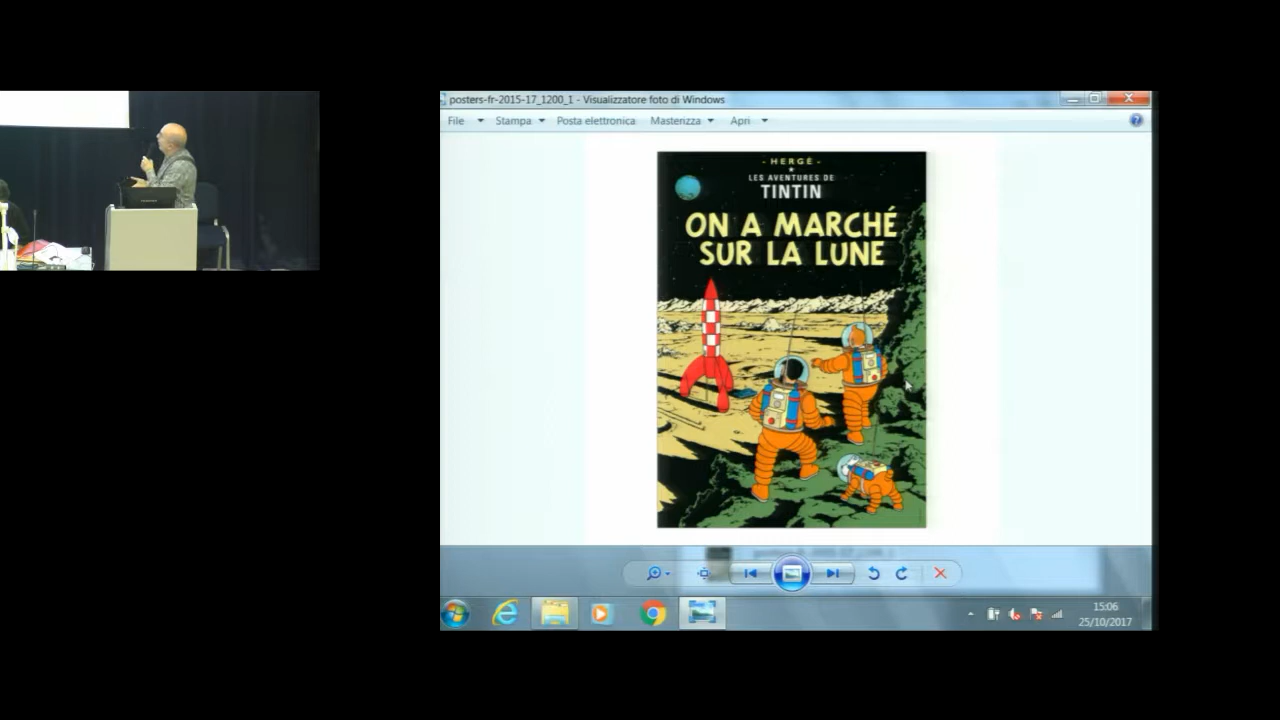 posters-fr-2015-17_1200_1 - Visualizzatore foto di Windows
File Stampa Posta elettronica Masterizza Apri
- HERGÉ -
LES AVENTURES DE
TINTIN
ON A MARCHÉ
SUR LA LUNE
15:06
25/10/2017